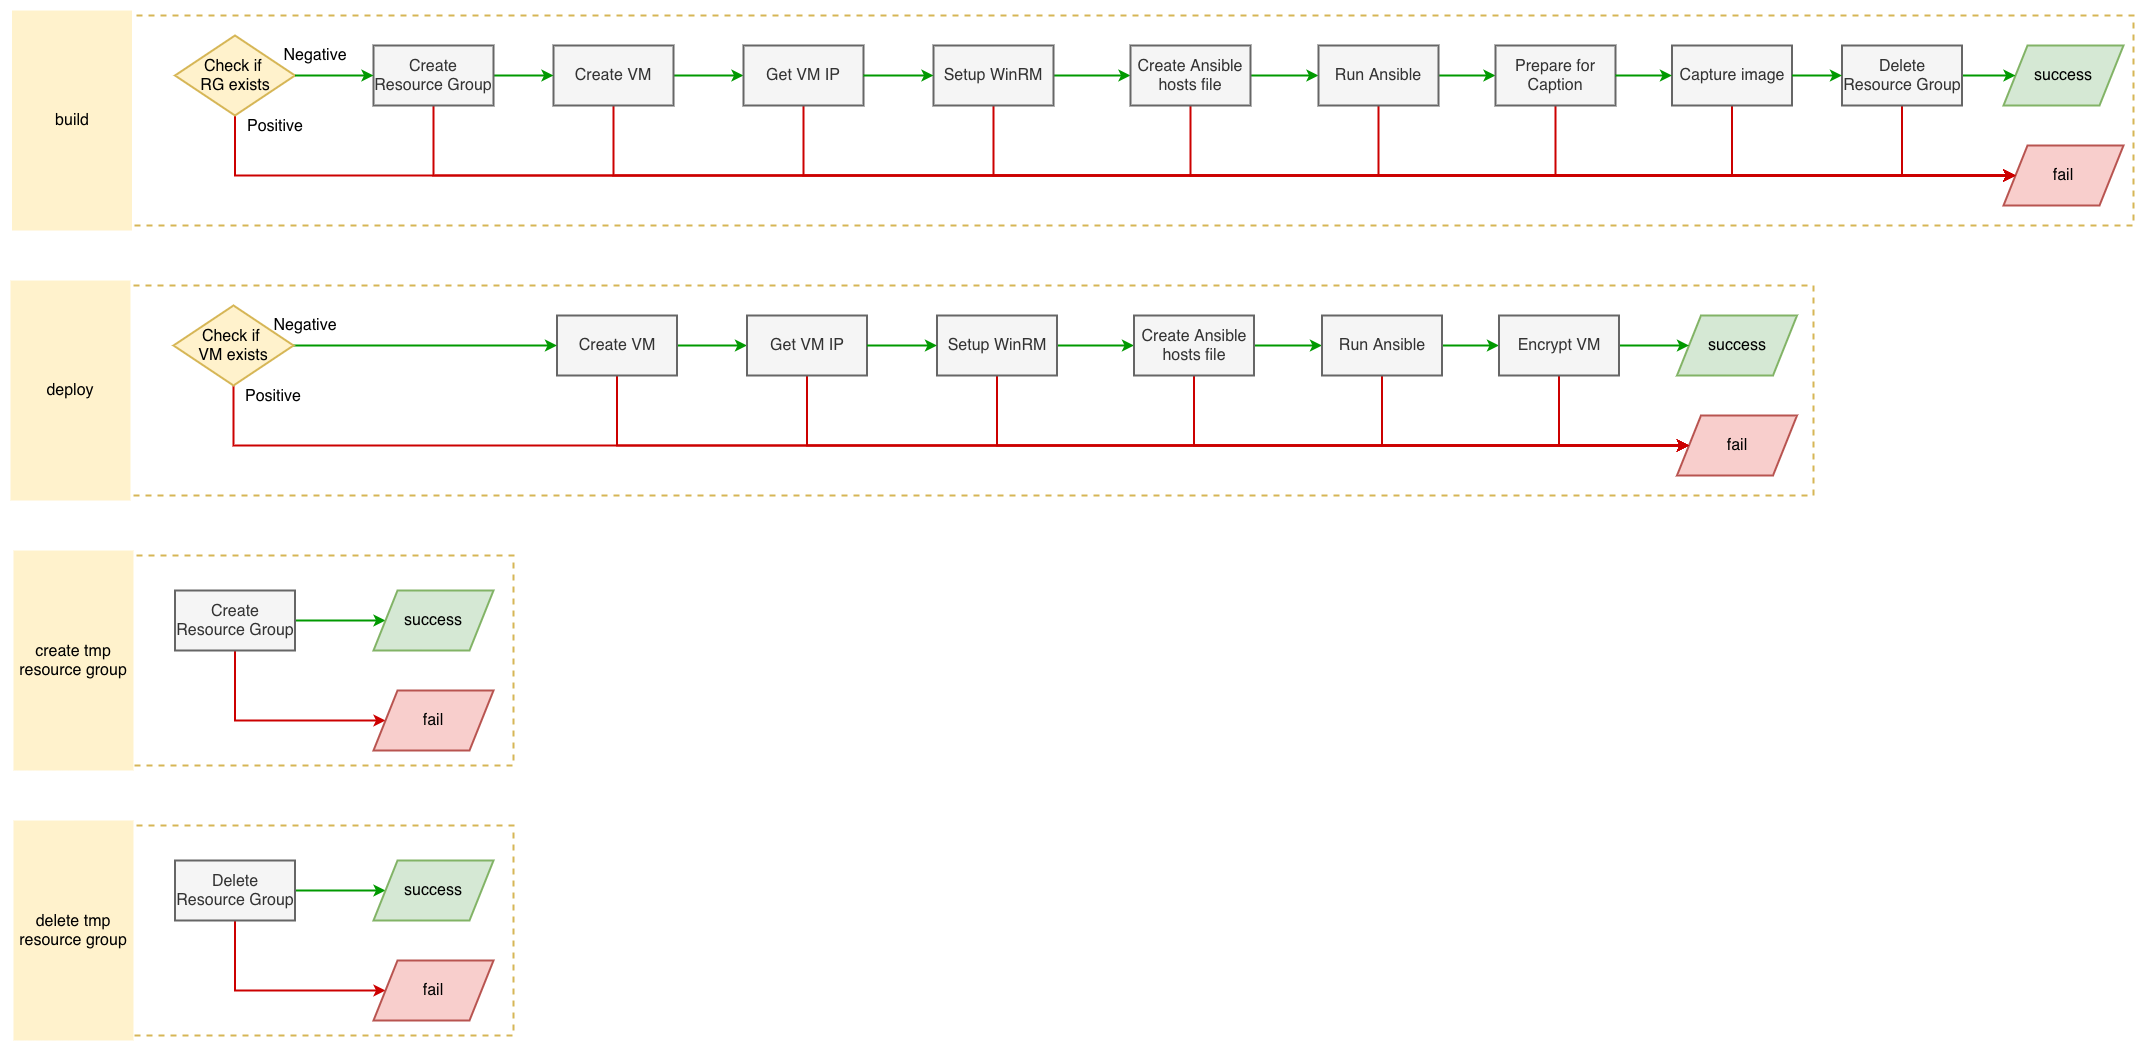 build
Check if
RG exists
Negative
Positive
Create
Resource Group
Create VM
Get VM IP
Setup WinRM
Create Ansible
hosts file
Run Ansible
Prepare for
Caption
Capture image
Delete
Resource Group
success
fail
deploy
Check if
VM exists
Negative
Positive
Create VM
Get VM IP
Setup WinRM
Create Ansible
hosts file
Run Ansible
Encrypt VM
success
fail
create tmp
resource group
Create
Resource Group
success
fail
delete tmp
resource group
Delete
Resource Group
success
fail